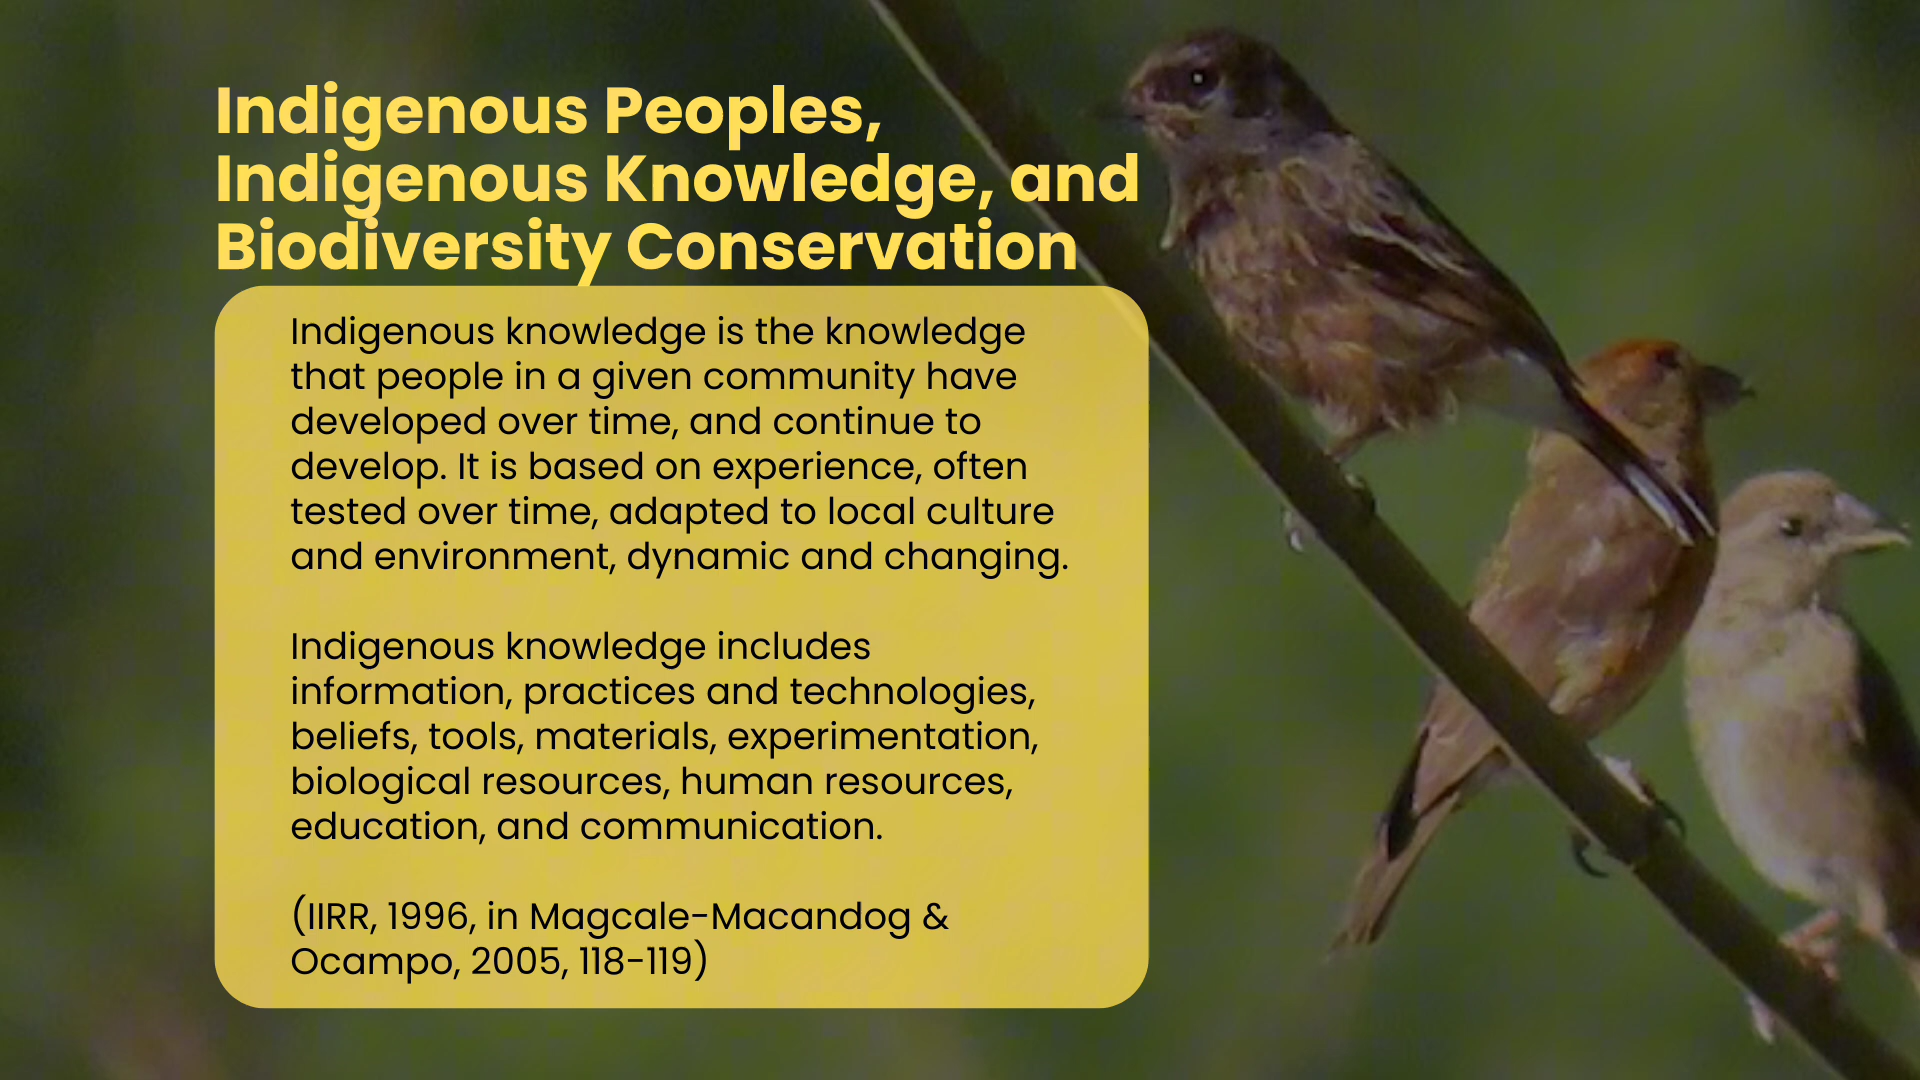 Indigenous Peoples,
Indigenous Knowledge, and
Biodiversity Conservation
Indigenous knowledge is the knowledge
that people in a given community have
developed over time, and continue to
develop. It is based on experience, often
tested over time, adapted to local culture
and environment, dynamic and changing.
Indigenous knowledge includes
information, practices and technologies,
beliefs, tools, materials, experimentation,
biological resources, human resources,
education, and communication.
(IIRR, 1996, in Magcale-Macandog &
Ocampo, 2005, 118-119)